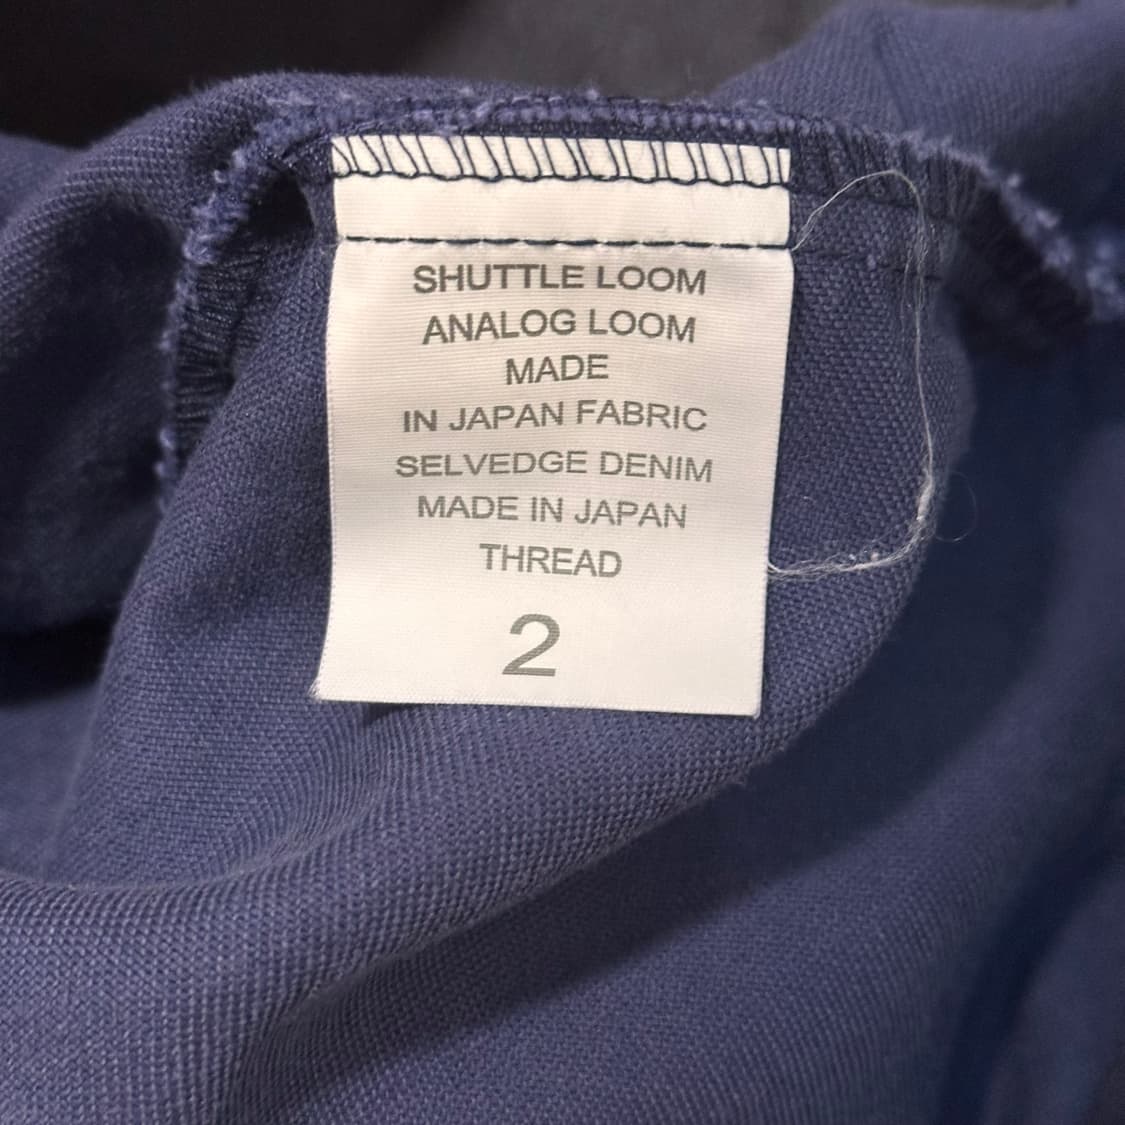 SHUTTLE LOOM
ANALOG LOOM
MADE
IN JAPAN FABRIC
SELVEDGE DENIM
MADE IN JAPAN
THREAD
2